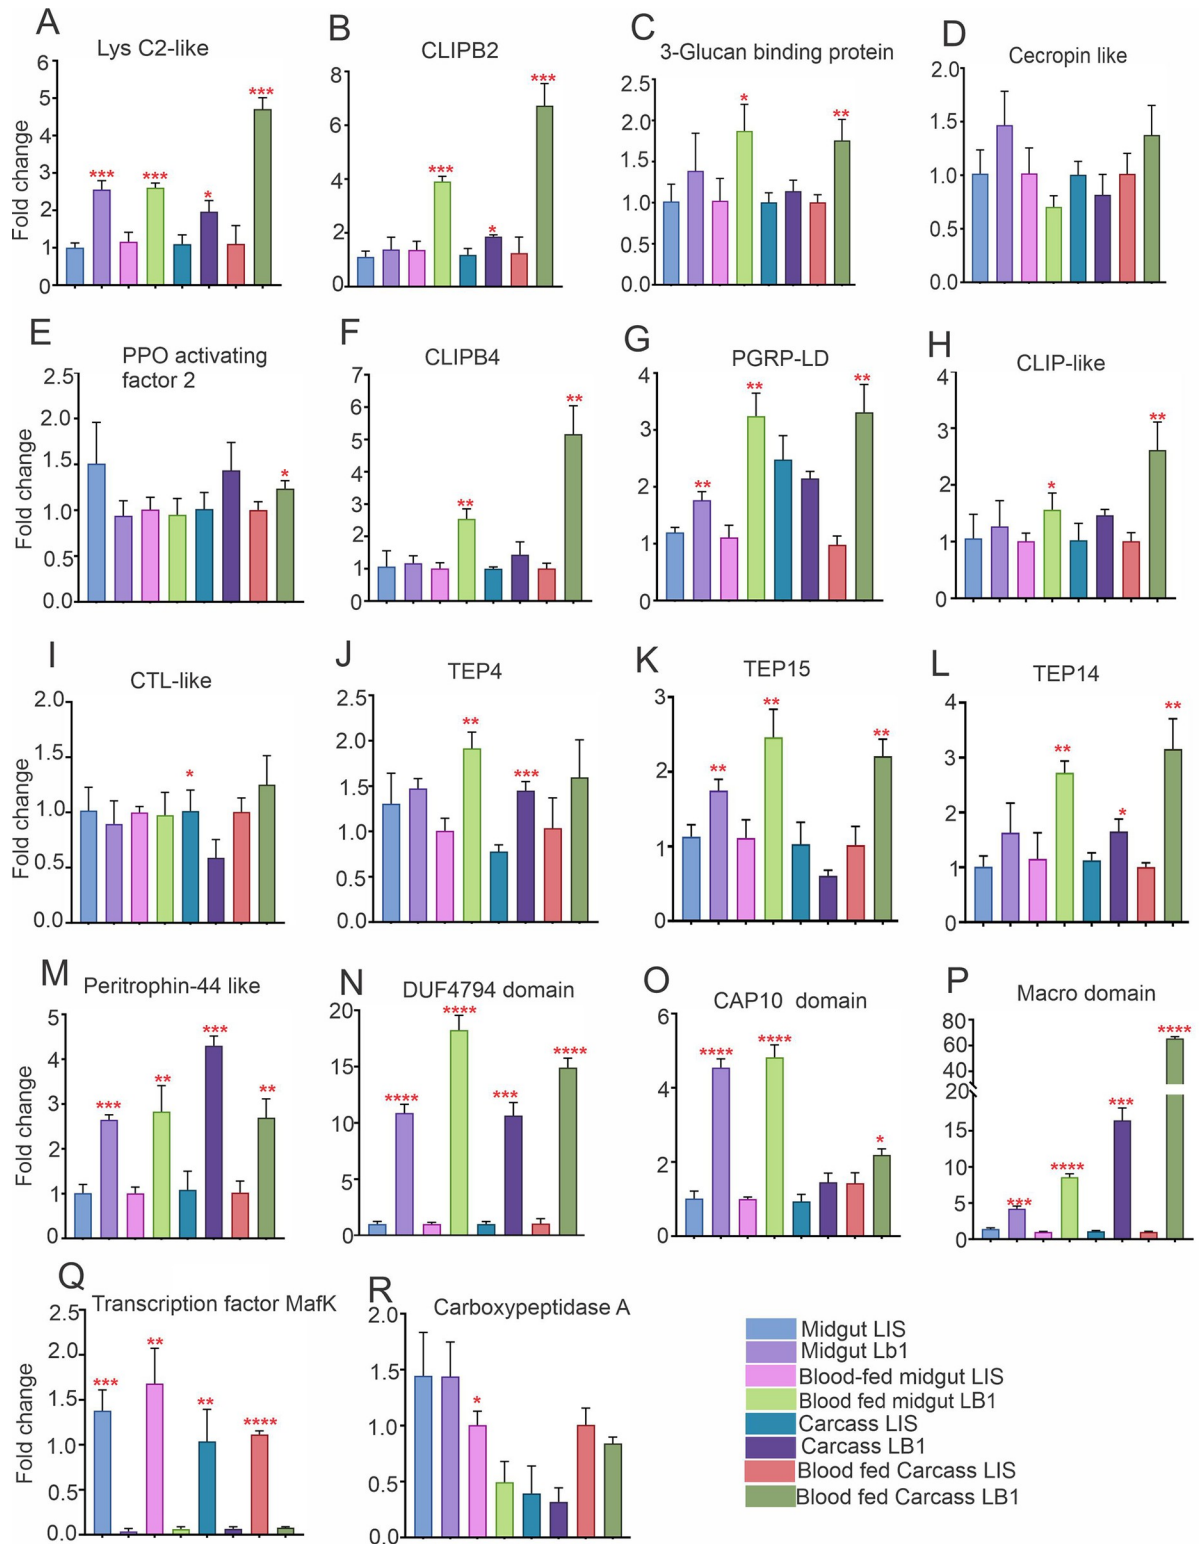 A
Lys C2-like
Fold change
6
5
4
3
2
1
0
***
***
*
***
B
CLIPB2
8
6
4
2
0
***
*
***
C
3-Glucan binding protein
2.5
2.0
1.5
1.0
0.5
0.0
*
**
D
Cecropin like
2.0
1.5
1.0
0.5
0.0
E
PPO activating
factor 2
Fold change
2.5
2.0
1.5
1.0
0.5
0.0
*
F
CLIPB4
7
6
5
4
3
2
1
0
**
**
G
PGRP-LD
4
3
2
1
0
**
**
**
H
CLIP-like
4
3
2
1
0
*
**
I
CTL-like
Fold change
2.0
1.5
1.0
0.5
0.0
*
J
TEP4
2.5
2.0
1.5
1.0
0.5
0.0
**
***
K
TEP15
3
2
1
0
**
**
**
L
TEP14
4
3
2
1
0
**
*
**
M
Peritrophin-44 like
Fold change
5
4
3
2
1
0
***
**
***
**
N
DUF4794 domain
20
15
10
5
0
****
****
***
****
O
CAP10 domain
6
4
2
0
****
****
*
P
Macro domain
80
60
40
20
15
10
5
0
***
****
***
****
Q
Transcription factor MafK
Fold change
2.5
2.0
1.5
1.0
0.5
0.0
***
**
**
****
R
Carboxypeptidase A
2.0
1.5
1.0
0.5
0.0
*
Midgut LIS
Midgut Lb1
Blood-fed midgut LIS
Blood fed midgut LB1
Carcass LIS
Carcass LB1
Blood fed Carcass LIS
Blood fed Carcass LB1